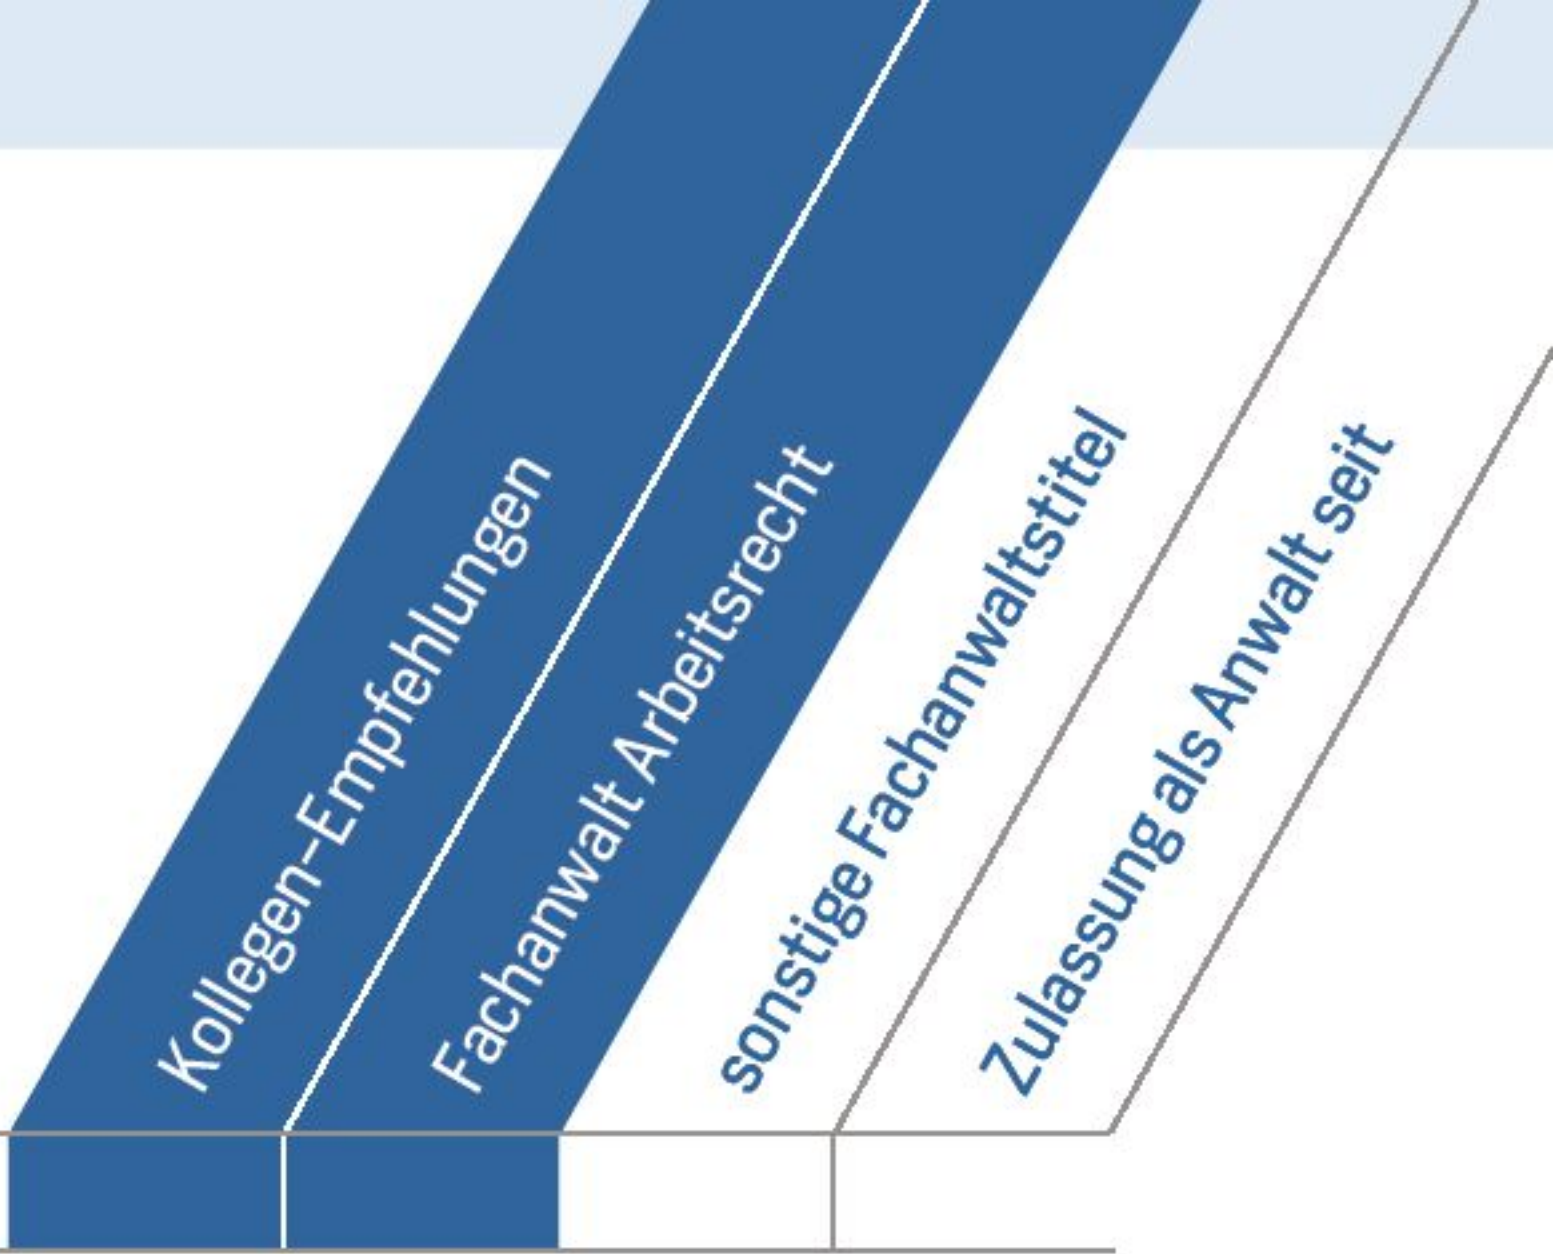 Kollegen-Empfehlungen
Fachanwalt Arbeitsrecht
sonstige Fachanwaltstitel
Zulassung als Anwalt seit